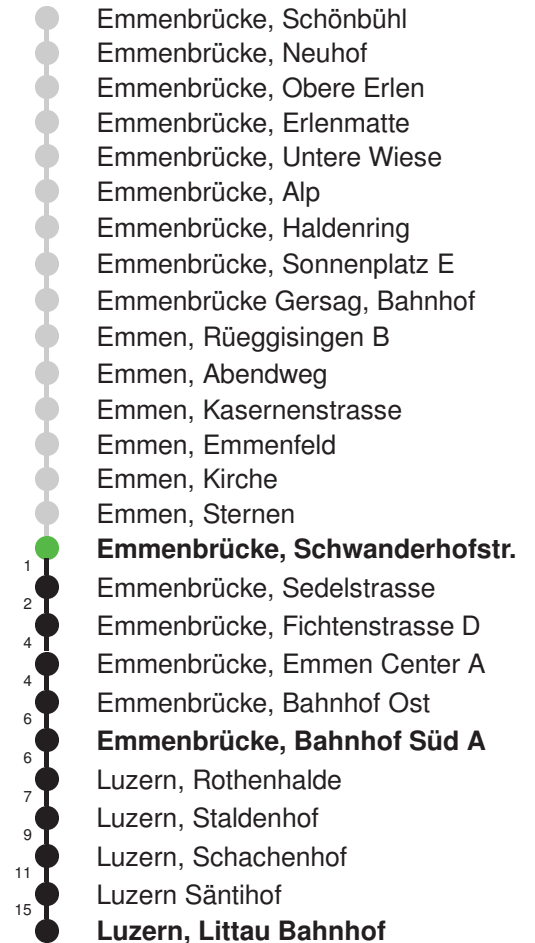 Emmenbrücke, Schönbühl
Emmenbrücke, Neuhof
Emmenbrücke, Obere Erlen
Emmenbrücke, Erlenmatte
Emmenbrücke, Untere Wiese
Emmenbrücke, Alp
Emmenbrücke, Haldenring
Emmenbrücke, Sonnenplatz E
Emmenbrücke Gersag, Bahnhof
Emmen, Rüeggisingen B
Emmen, Abendweg
Emmen, Kasernenstrasse
Emmen, Emmenfeld
Emmen, Kirche
Emmen, Sternen
Emmenbrücke, Schwanderhofstr.
1
Emmenbrücke, Sedelstrasse
2
Emmenbrücke, Fichtenstrasse D
4
Emmenbrücke, Emmen Center A
4
Emmenbrücke, Bahnhof Ost
6
Emmenbrücke, Bahnhof Süd A
6
Luzern, Rothenhalde
7
Luzern, Staldenhof
9
Luzern, Schachenhof
11
Luzern Säntihof
15
Luzern, Littau Bahnhof